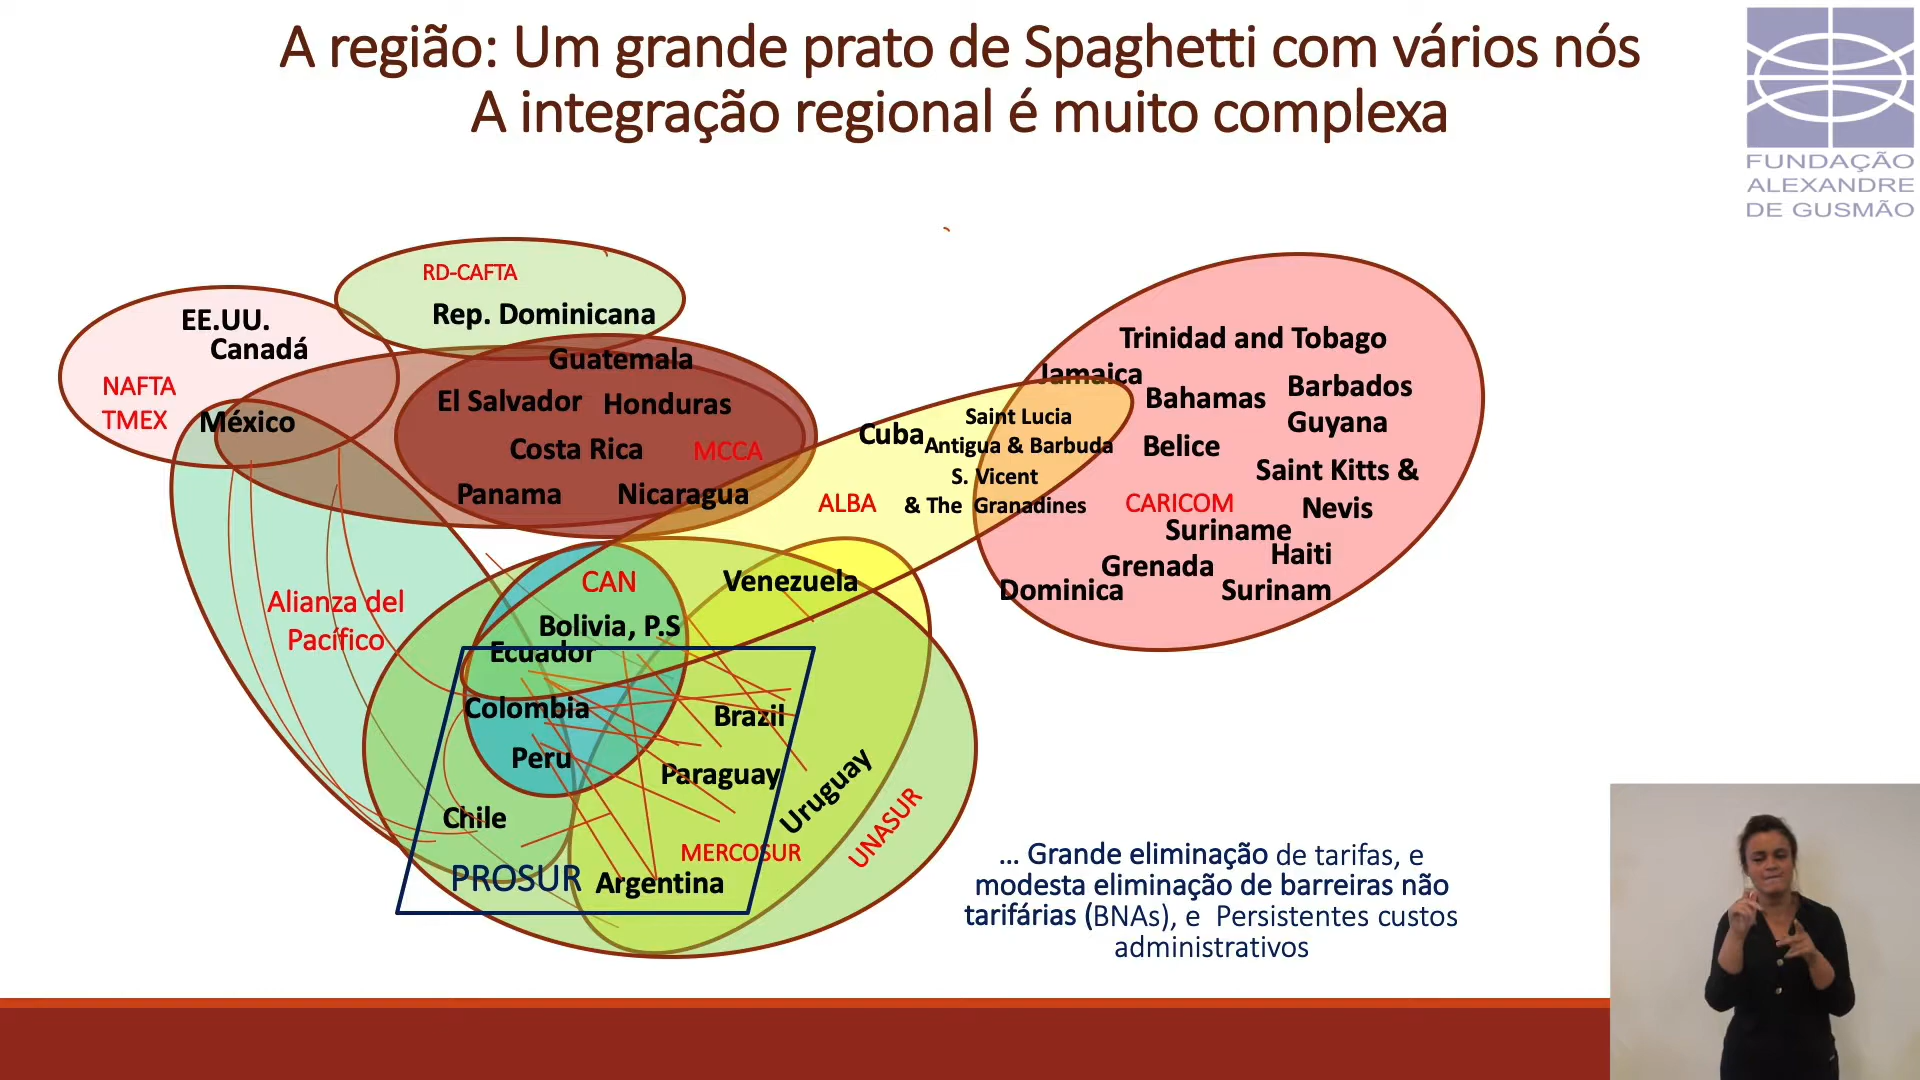 A região: Um grande prato de Spaghetti com vários nós
A integração regional é muito complexa
FUNDAÇÃO
ALEXANDRE
DE GUSMÃO
RD-CAFTA
Rep. Dominicana
EE.UU.
Canadá
NAFTA
TMEX
México
Guatemala
El Salvador Honduras
Costa Rica MCCA
Panama Nicaragua
Trinidad and Tobago
Jamaica
Bahamas Barbados
Guyana
Belice
Saint Kitts &
Nevis
CARICOM
Suriname
Haiti
Grenada
Dominica Surinam
Saint Lucia
Cuba
Antigua & Barbuda
S. Vicent
& The Granadines
ALBA
Alianza del
Pacífico
CAN
Venezuela
Bolivia, P.S
Ecuador
Colombia
Brazil
Peru
Paraguay
Uruguay
Chile
UNASUR
MERCOSUR
PROSUR Argentina
... Grande eliminação de tarifas, e
modesta eliminação de barreiras não
tarifárias (BNAs), e Persistentes custos
administrativos